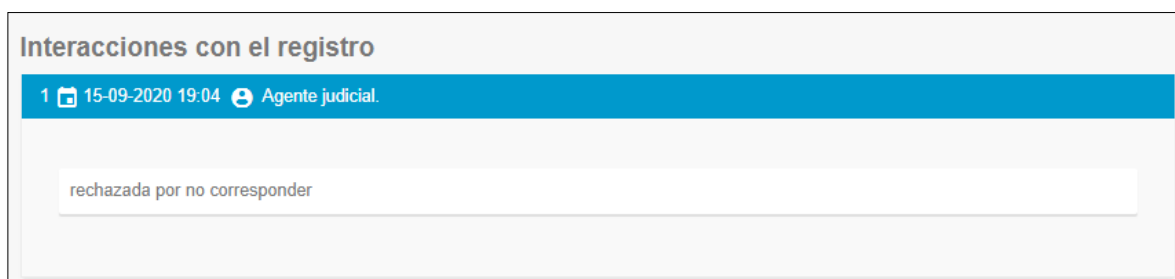 Interacciones con el registro
1 15-09-2020 19:04 Agente judicial.
rechazada por no corresponder